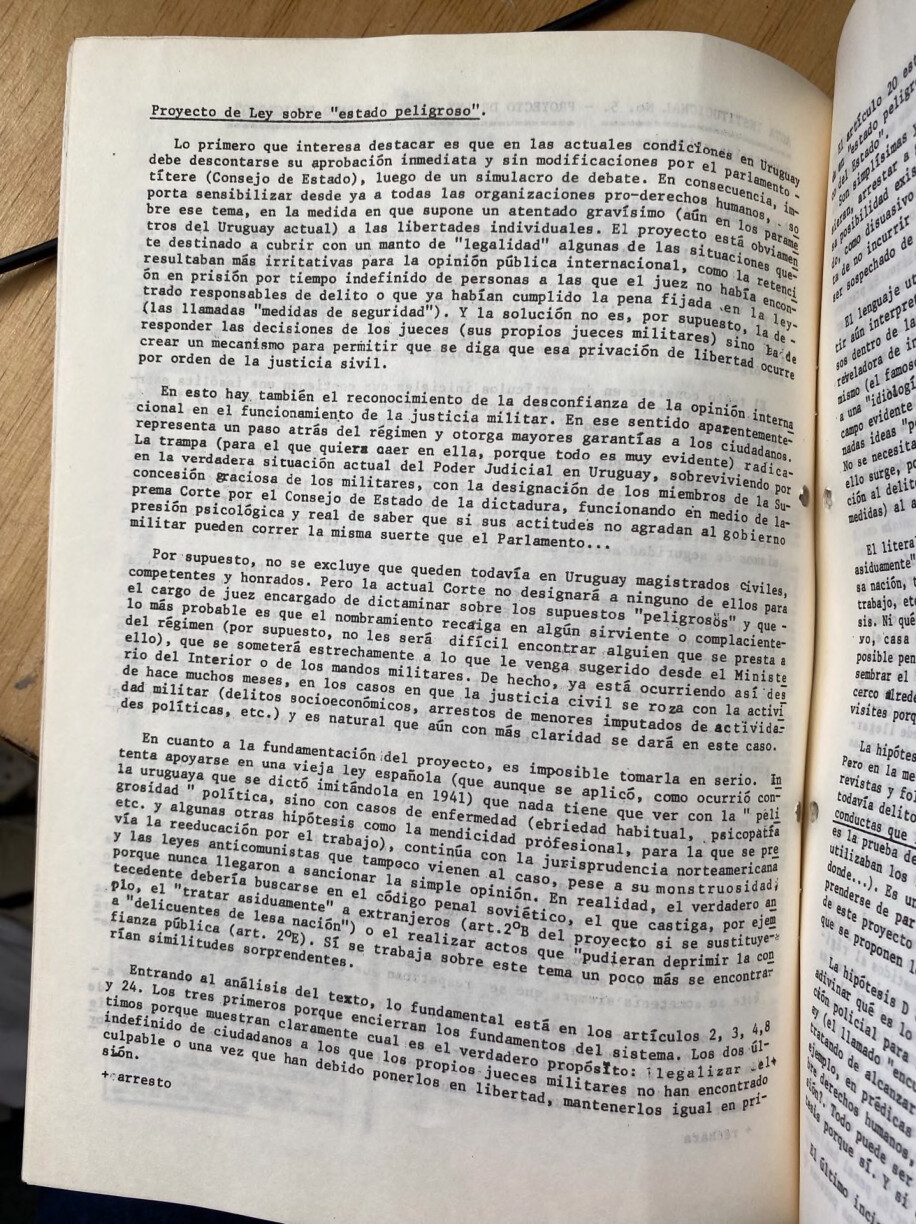 Proyecto de Ley sobre "estado peligroso".
Lo primero que interesa destacar es que en las actuales condiciones en Uruguay
debe descontarse su aprobación inmediata y sin modificaciones por el parlamento -
títere (Consejo de Estado), luego de un simulacro de debate. En consecuencia, im-
porta sensibilizar desde ya a todas las organizaciones pro-derechos humanos, so
bre ese tema, en la medida en que supone un atentado gravísimo (aún en los paráme
tros del Uruguay actual) a las libertades individuales. El proyecto está obviamen
te destinado a cubrir con un manto de "legalidad" algunas de las situaciones que-
resultaban más irritativas para la opinión pública internacional, como la retenci
ón en prisión por tiempo indefinido de personas a las que el juez no había encon-
trado responsables de delito o que ya habían cumplido la pena fijada en la ley-
(las llamadas "medidas de seguridad"). Y la solución no es, por supuesto, la de -
responder las decisiones de los jueces (sus propios jueces militares) sino la de
crear un mecanismo para permitir que se diga que esa privación de libertad ocurre
por orden de la justicia sivil.
En esto hay también el reconocimiento de la desconfianza de la opinión interna
cional en el funcionamiento de la justicia militar. En ese sentido aparentemente-
representa un paso atrás del régimen y otorga mayores garantías a los ciudadanos.
La trampa (para el que quiera caer en ella, porque todo es muy evidente) radica-
en la verdadera situación actual del Poder Judicial en Uruguay, sobreviviendo por
concesión graciosa de los militares, con la designación de los miembros de la Su-
prema Corte por el Consejo de Estado de la dictadura, funcionando en medio de la-
presión psicológica y real de saber que si sus actitudes no agradan al gobierno
militar pueden correr la misma suerte que el Parlamento...
Por supuesto, no se excluye que queden todavía en Uruguay magistrados Civiles,
competentes y honrados. Pero la actual Corte no designará a ninguno de ellos para
el cargo de juez encargado de dictaminar sobre los supuestos "peligrosos" y que -
lo más probable es que el nombramiento recaiga en algún sirviente o complaciente-
del régimen (por supuesto, no les será difícil encontrar alguien que se presta a
ello), que se someterá estrechamente a lo que le venga sugerido desde el Ministe
rio del Interior o de los mandos militares. De hecho, ya está ocurriendo así des
de hace muchos meses, en los casos en que la justicia civil se roza con la activi
dad militar (delitos socioeconómicos, arrestos de menores imputados de activida-
des políticas, etc.) y es natural que aún con más claridad se dará en este caso.
En cuanto a la fundamentación del proyecto, es imposible tomarla en serio. In
tenta apoyarse en una vieja ley española (que aunque se aplicó, como ocurrió con-
la uruguaya que se dictó imitándola en 1941) que nada tiene que ver con la " peli
grosidad " política, sino con casos de enfermedad (ebriedad habitual, psicopatía
etc. y algunas otras hipótesis como la mendicidad profesional, para la que se pre
vía la reeducación por el trabajo), continúa con la jurisprudencia norteamericana
y las leyes anticomunistas que tampoco vienen al caso, pese a su monstruosidad,
porque nunca llegaron a sancionar la simple opinión. En realidad, el verdadero an
tecedente debería buscarse en el código penal soviético, el que castiga, por ejem
plo, el "tratar asiduamente" a extranjeros (art.2ºB del proyecto si se sustituye-
a "delicuentes de lesa nación") o el realizar actos que "pudieran deprimir la con
fianza pública (art. 2ºE). Sí se trabaja sobre este tema un poco más se encontra-
rían similitudes sorprendentes.
Entrando al análisis del texto, lo fundamental está en los artículos 2, 3, 4,8
y 24. Los tres primeros porque encierran los fundamentos del sistema. Los dos úl-
timos porque muestran claramente cual es el verdadero propósito: ilegalizar el+
indefinido de ciudadanos a los que los propios jueces militares no han encontrado
culpable o una vez que han debido ponerlos en libertad, mantenerlos igual en pri-
sión.
+ arresto